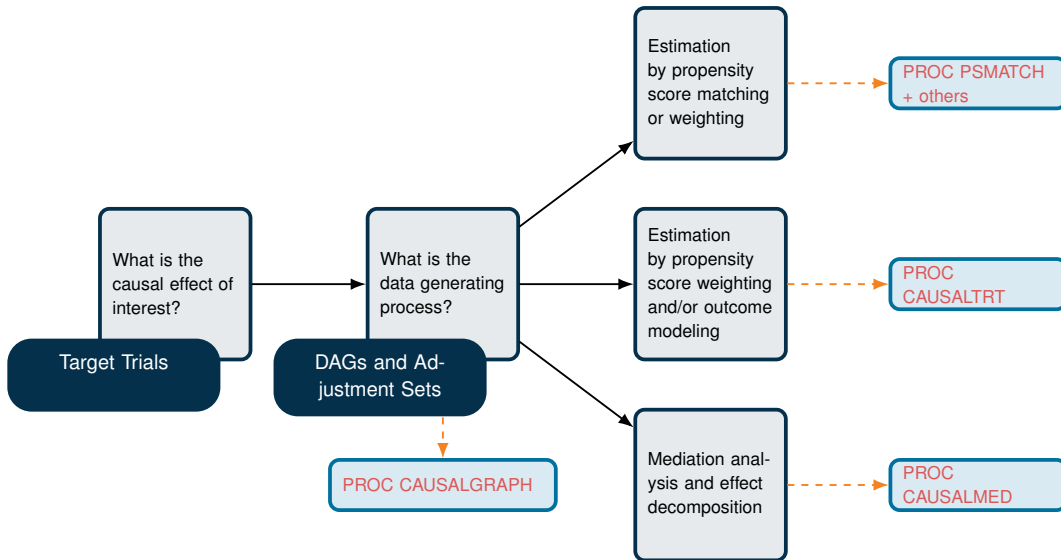 What is the
causal effect of
interest?
Target Trials
What is the
data generating
process?
DAGs and Ad-
justment Sets
PROC CAUSALGRAPH
Estimation
by propensity
score matching
or weighting
PROC PSMATCH
+ others
Estimation
by propensity
score weighting
and/or outcome
modeling
PROC
CAUSALTRT
Mediation anal-
ysis and effect
decomposition
PROC
CAUSALMED